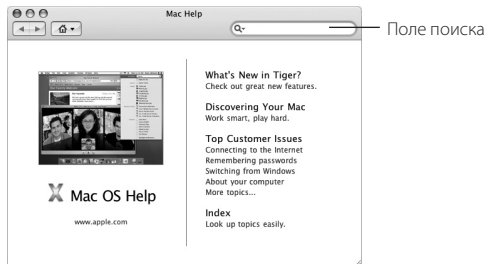 Mac Help
Поле поиска
What's New in Tiger?
Check out great new features.
Discovering Your Mac
Work smart, play hard.
Top Customer Issues
Connecting to the Internet
Remembering passwords
Switching from Windows
About your computer
More topics...
Index
Look up topics easily.
Mac OS Help
www.apple.com